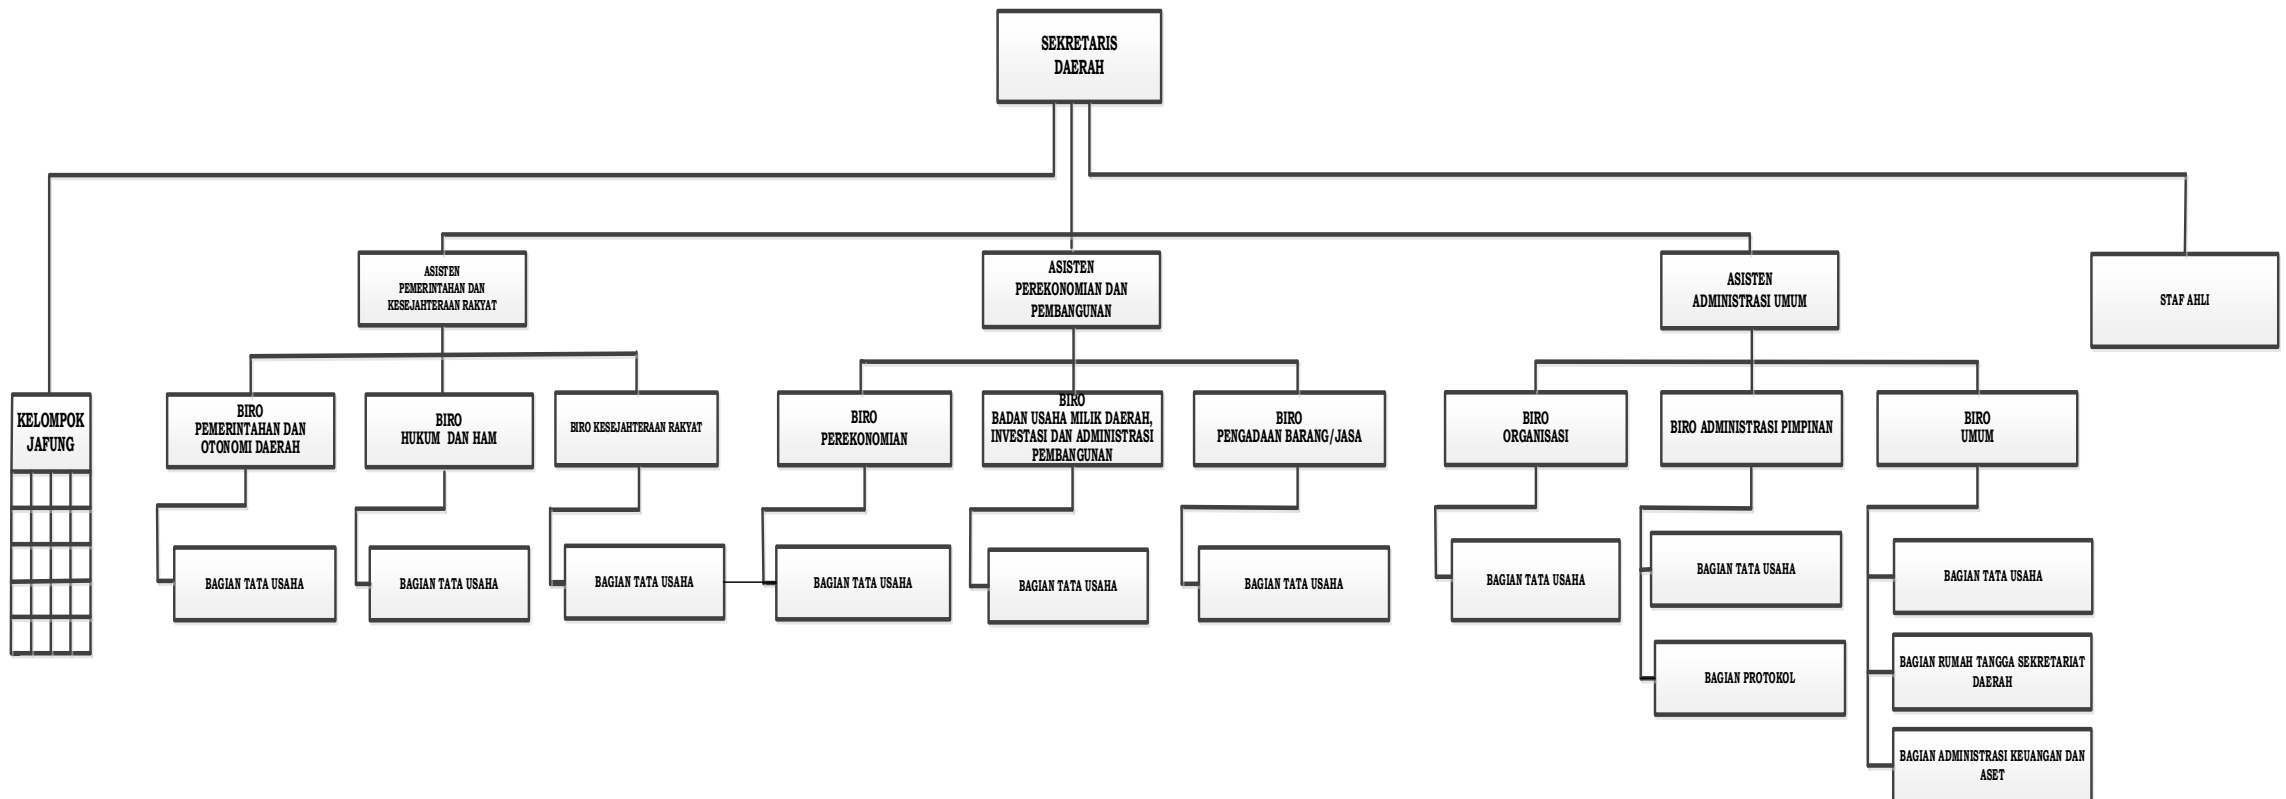 SEKRETARIS
DAERAH
ASISTEN
PEMERINTAHAN DAN
KESEJAHTERAAN RAKYAT
ASISTEN
PEREKONOMIAN DAN
PEMBANGUNAN
ASISTEN
ADMINISTRASI UMUM
STAF AHLI
KELOMPOK
JAFUNG
BIRO
PEMERINTAHAN DAN
OTONOMI DAERAH
BIRO
HUKUM DAN HAM
BIRO KESEJAHTERAAN RAKYAT
BIRO
PEREKONOMIAN
BIRO
BADAN USAHA MILIK DAERAH,
INVESTASI DAN ADMINISTRASI
PEMBANGUNAN
BIRO
PENGADAAN BARANG/JASA
BIRO
ORGANISASI
BIRO ADMINISTRASI PIMPINAN
BIRO
UMUM
BAGIAN TATA USAHA
BAGIAN TATA USAHA
BAGIAN TATA USAHA
BAGIAN TATA USAHA
BAGIAN TATA USAHA
BAGIAN TATA USAHA
BAGIAN TATA USAHA
BAGIAN TATA USAHA
BAGIAN TATA USAHA
BAGIAN PROTOKOL
BAGIAN RUMAH TANGGA SEKRETARIAT
DAERAH
BAGIAN ADMINISTRASI KEUANGAN DAN
ASET